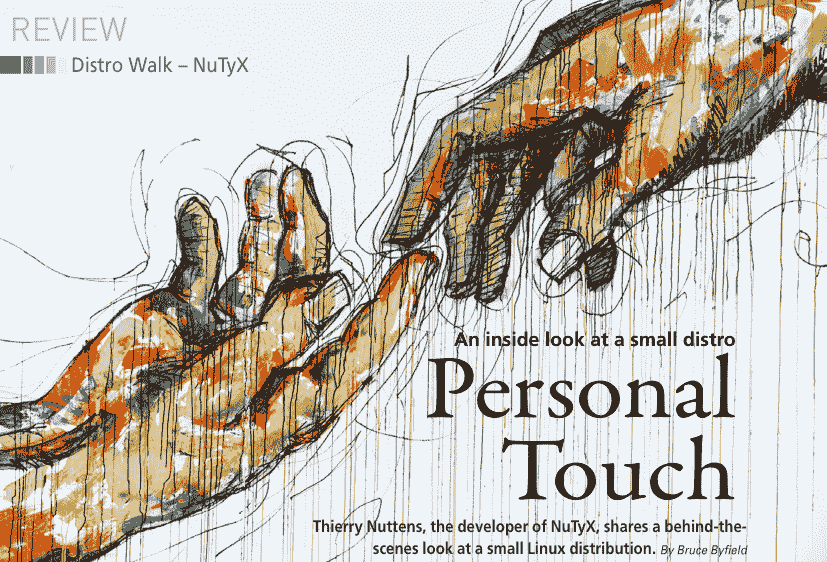 REVIEW
Distro Walk – NuTyX
An inside look at a small distro
Personal
Touch
Thierry Nuttens, the developer of NuTyX, shares a behind-the-
scenes look at a small Linux distribution. By Bruce Byfield